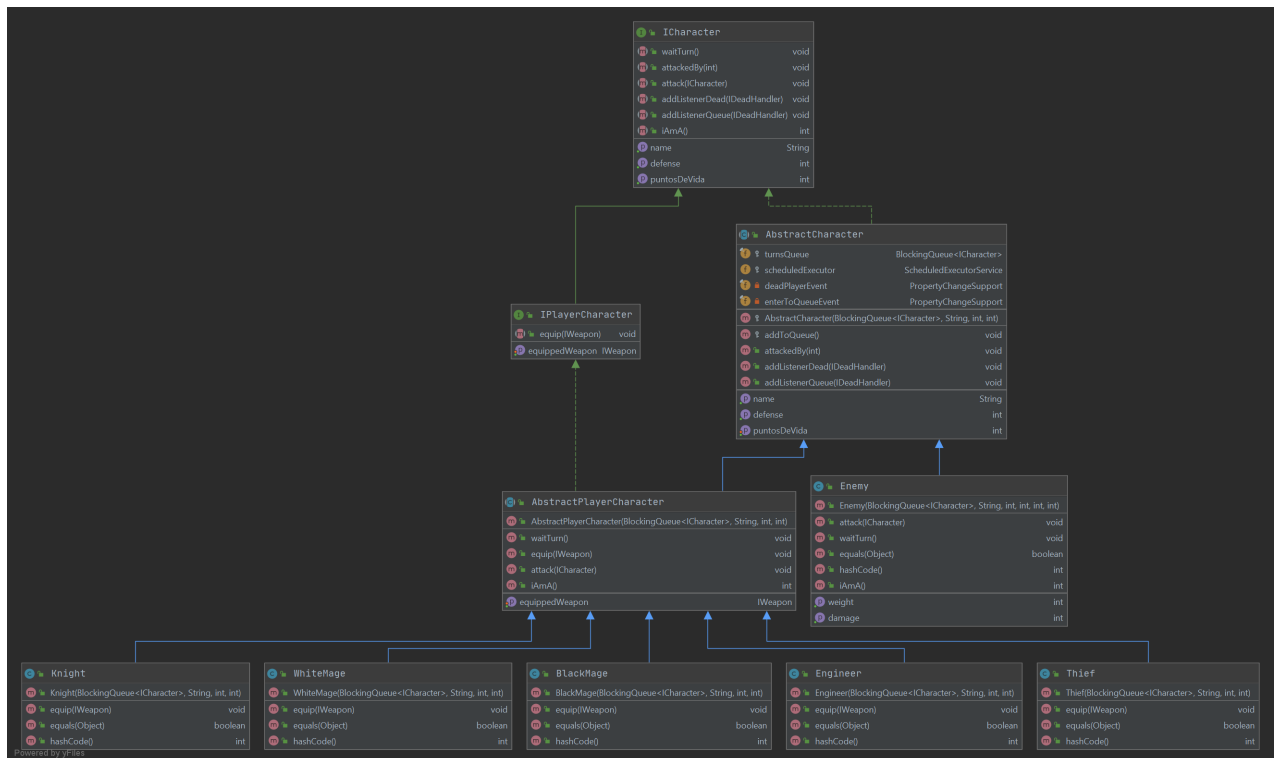 ICharacter
waitTurn() void
attackedBy(int) void
attack(ICharacter) void
addListenerDead(IDeadHandler) void
addListenerQueue(IDeadHandler) void
iAmA() int
name String
defense int
puntosDeVida int
AbstractCharacter
turnsQueue BlockingQueue<ICharacter>
scheduledExecutor ScheduledExecutorService
deadPlayerEvent PropertyChangeSupport
enterToQueueEvent PropertyChangeSupport
AbstractCharacter(BlockingQueue<ICharacter>, String, int, int)
addToQueue() void
attackedBy(int) void
addListenerDead(IDeadHandler) void
addListenerQueue(IDeadHandler) void
name String
defense int
puntosDeVida int
IPlayerCharacter
equip(IWeapon) void
equippedWeapon IWeapon
AbstractPlayerCharacter
AbstractPlayerCharacter(BlockingQueue<ICharacter>, String, int, int)
waitTurn() void
equip(IWeapon) void
attack(ICharacter) void
iAmA() int
equippedWeapon IWeapon
Enemy
Enemy(BlockingQueue<ICharacter>, String, int, int, int, int)
attack(ICharacter) void
waitTurn() void
equals(Object) boolean
hashCode() int
iAmA() int
weight int
damage int
Knight
Knight(BlockingQueue<ICharacter>, String, int, int)
equip(IWeapon) void
equals(Object) boolean
hashCode() int
WhiteMage
WhiteMage(BlockingQueue<ICharacter>, String, int, int)
equip(IWeapon) void
equals(Object) boolean
hashCode() int
BlackMage
BlackMage(BlockingQueue<ICharacter>, String, int, int)
equip(IWeapon) void
equals(Object) boolean
hashCode() int
Engineer
Engineer(BlockingQueue<ICharacter>, String, int, int)
equip(IWeapon) void
equals(Object) boolean
hashCode() int
Thief
Thief(BlockingQueue<ICharacter>, String, int, int)
equip(IWeapon) void
equals(Object) boolean
hashCode() int
Powered by yFiles